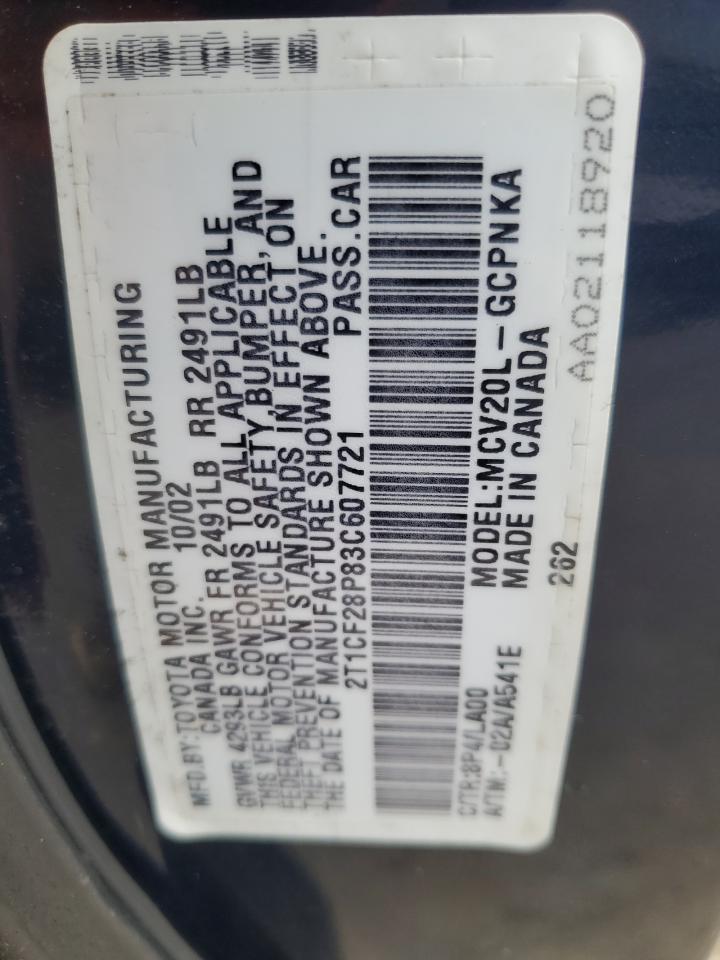 MFD.BY:TOYOTA MOTOR MANUFACTURING
CANADA INC. 10/02
GVWR 4293LB GAWR FR 2491LB RR 2491LB
THIS VEHICLE CONFORMS TO ALL APPLICABLE
FEDERAL MOTOR VEHICLE SAFETY,BUMPER,AND
THEFT PREVENTION STANDARDS IN EFFECT ON
THE DATE OF MANUFACTURE SHOWN ABOVE.
2T1CF28P83C607721 PASS.CAR
C/TR:8P4/LA00 MODEL:MCV20L-GCPNKA
A/TM:-02A/A541E MADE IN CANADA
262
AA02118920